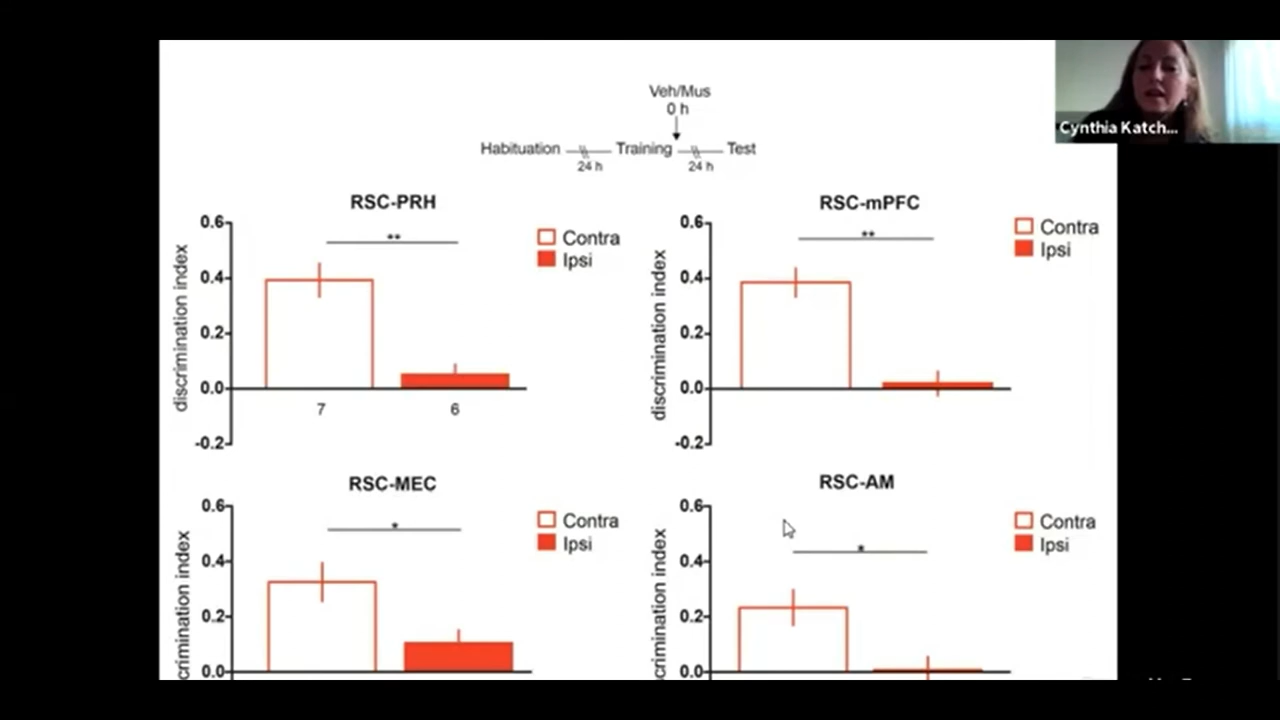 Veh/Mus
0 h
Habituation Training Test
24 h 24 h
Cynthia Katch...
RSC-PRH
0.6
0.4
0.2
0.0
-0.2
discrimination index
**
Contra
Ipsi
7 6
RSC-mPFC
0.6
0.4
0.2
0.0
-0.2
discrimination index
**
Contra
Ipsi
RSC-MEC
0.6
0.4
0.2
0.0
crimination index
*
Contra
Ipsi
RSC-AM
0.6
0.4
0.2
0.0
crimination index
*
Contra
Ipsi